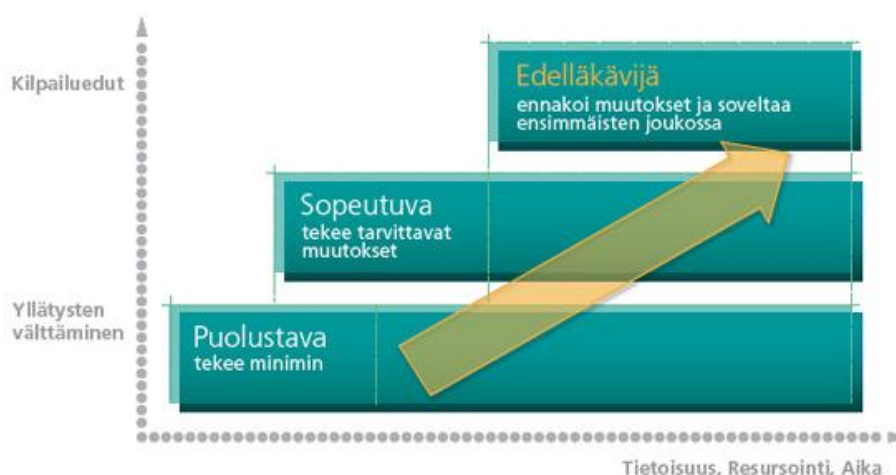 Kilpailuedut
Edelläkävijä
ennakoi muutokset ja soveltaa
ensimmäisten joukossa
Sopeutuva
tekee tarvittavat
muutokset
Yllätysten
välttäminen
Puolustava
tekee minimin
Tietoisuus, Resursointi, Aika